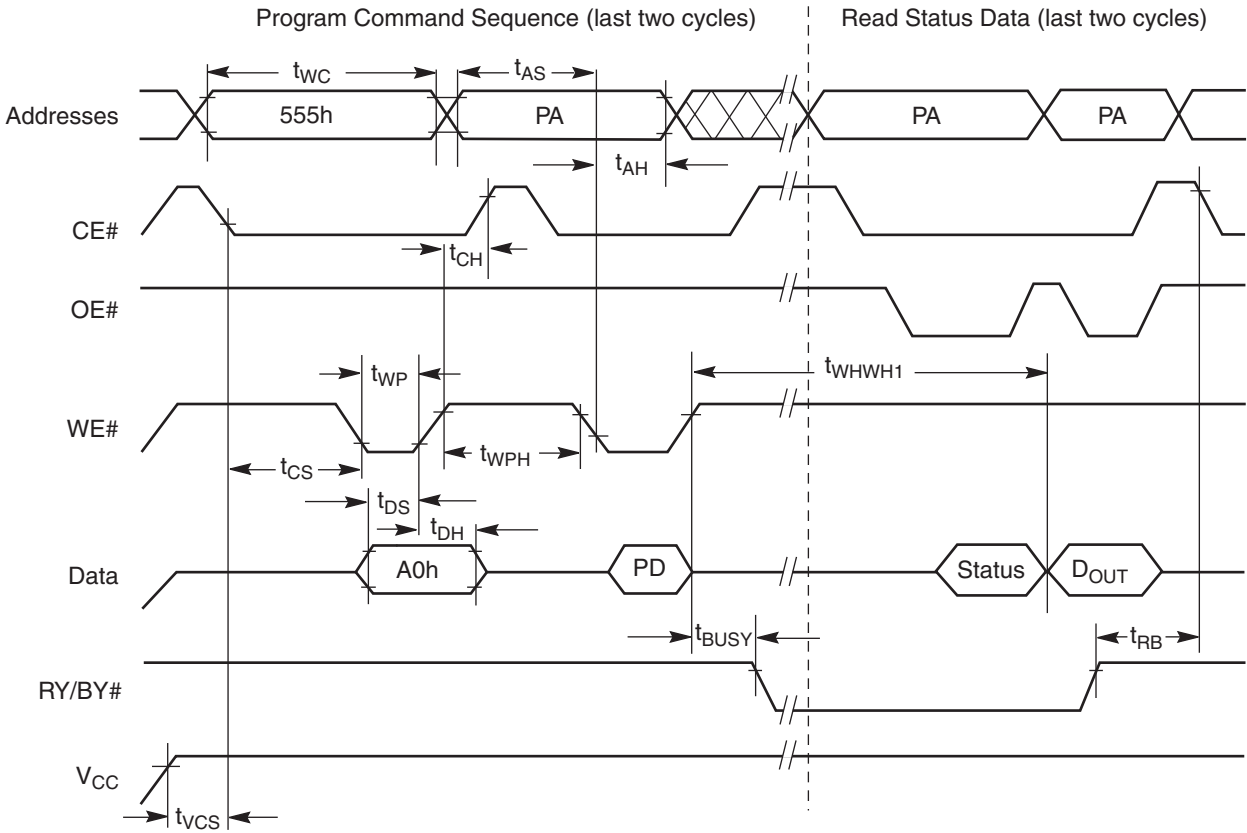 Program Command Sequence (last two cycles) Read Status Data (last two cycles)
tWC tAS
Addresses 555h PA PA PA
tAH
CE#
tCH
OE#
tWP tWHWH1
WE#
tCS tWPH
tDS
tDH
Data A0h PD Status DOUT
tBUSY tRB
RY/BY#
VCC
tVCS